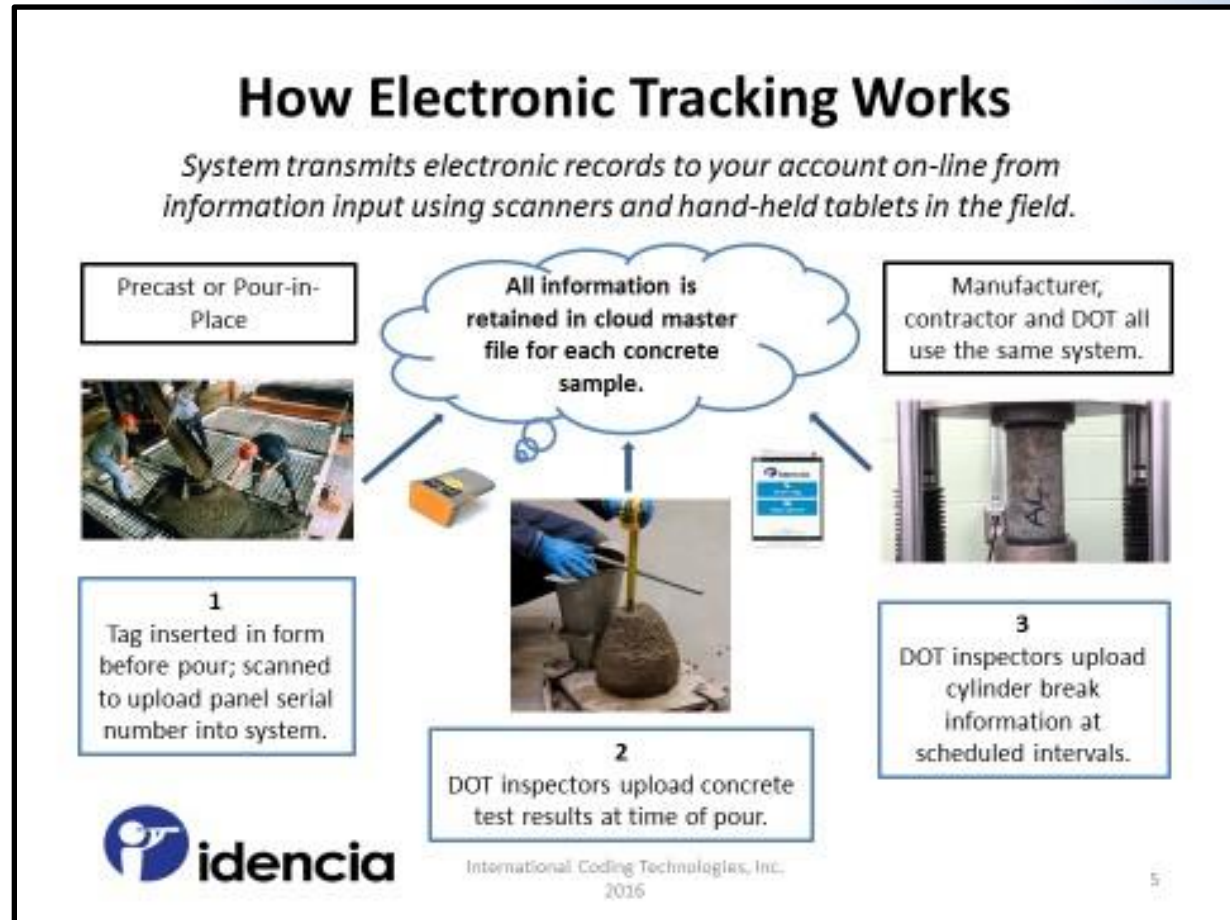 How Electronic Tracking Works
System transmits electronic records to your account on-line from
information input using scanners and hand-held tablets in the field.
Precast or Pour-in-
Place
All information is
retained in cloud master
file for each concrete
sample.
Manufacturer,
contractor and DOT all
use the same system.
idencia
AL
1
Tag inserted in form
before pour; scanned
to upload panel serial
number into system.
2
DOT inspectors upload concrete
test results at time of pour.
3
DOT inspectors upload
cylinder break
information at
scheduled intervals.
idencia
International Coding Technologies, Inc.
2016
5